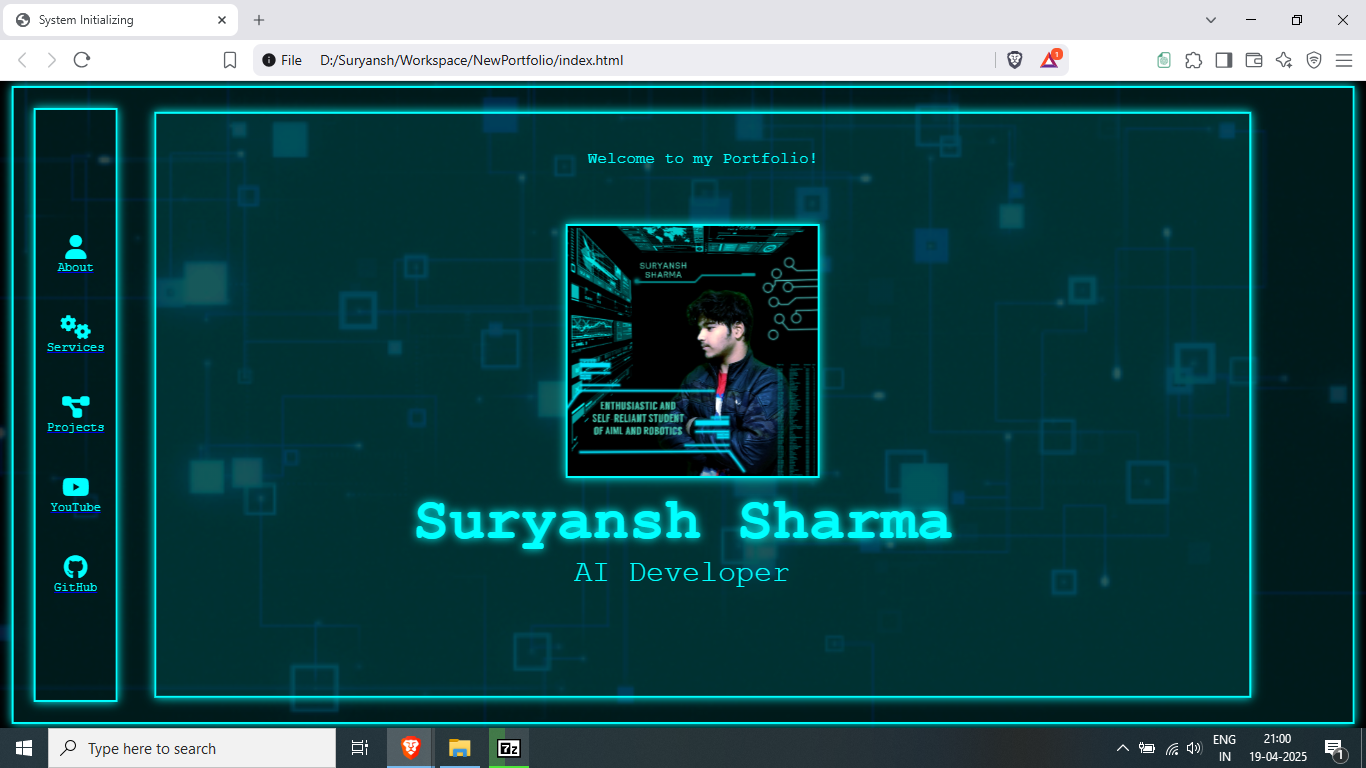 System Initializing
File D:/Suryansh/Workspace/NewPortfolio/index.html
1
Welcome to my Portfolio!
SURYANSH
SHARMA
ENTHUSIASTIC AND
SELF-RELIANT STUDENT
OF AIML AND ROBOTICS
Suryansh Sharma
AI Developer
About
Services
Projects
YouTube
GitHub
Type here to search
7z
ENG
IN
21:00
19-04-2025
1